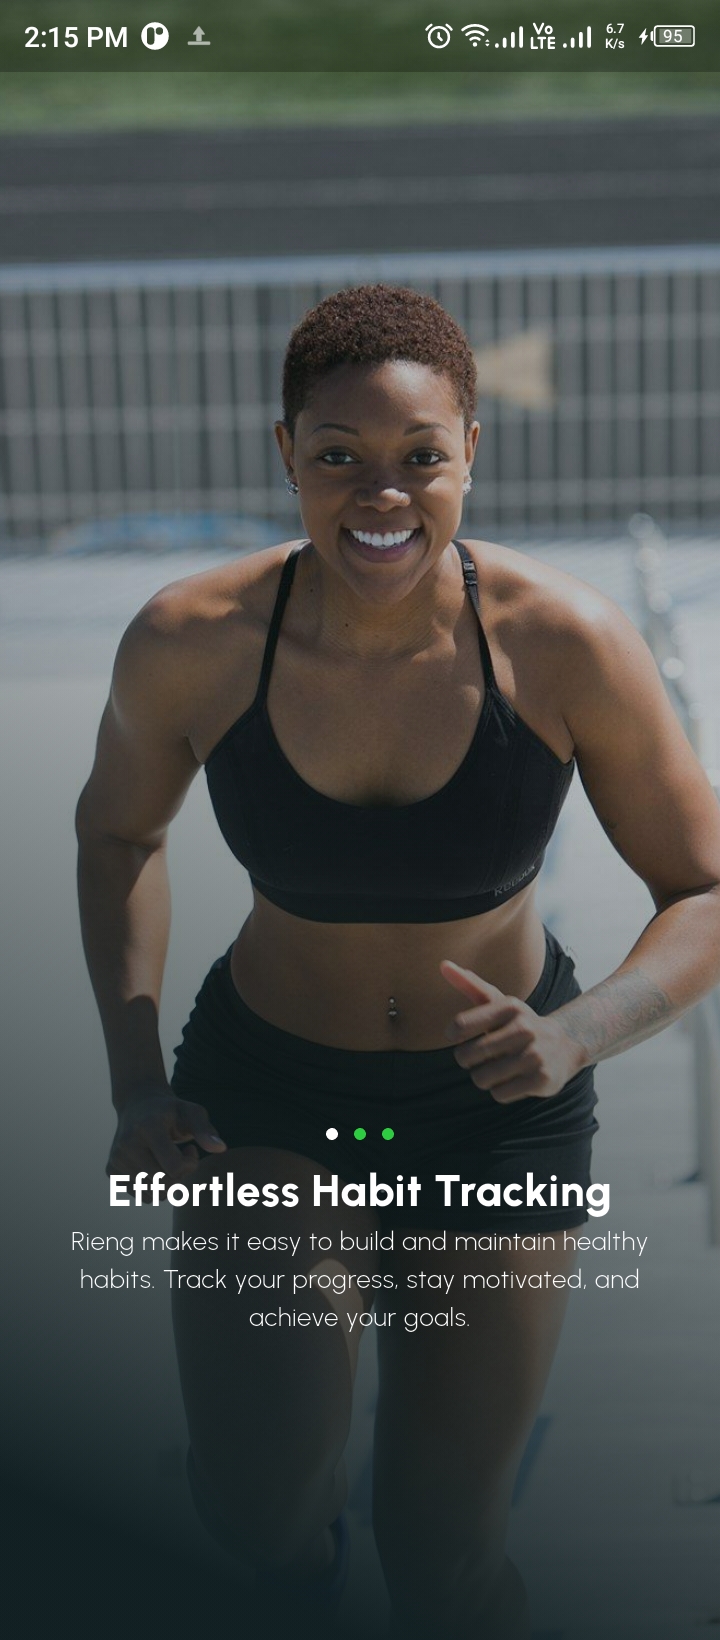 2:15 PM
Vo
LTE
6.7
K/s
95
Reebok
Effortless Habit Tracking
Rieng makes it easy to build and maintain healthy
habits. Track your progress, stay motivated, and
achieve your goals.